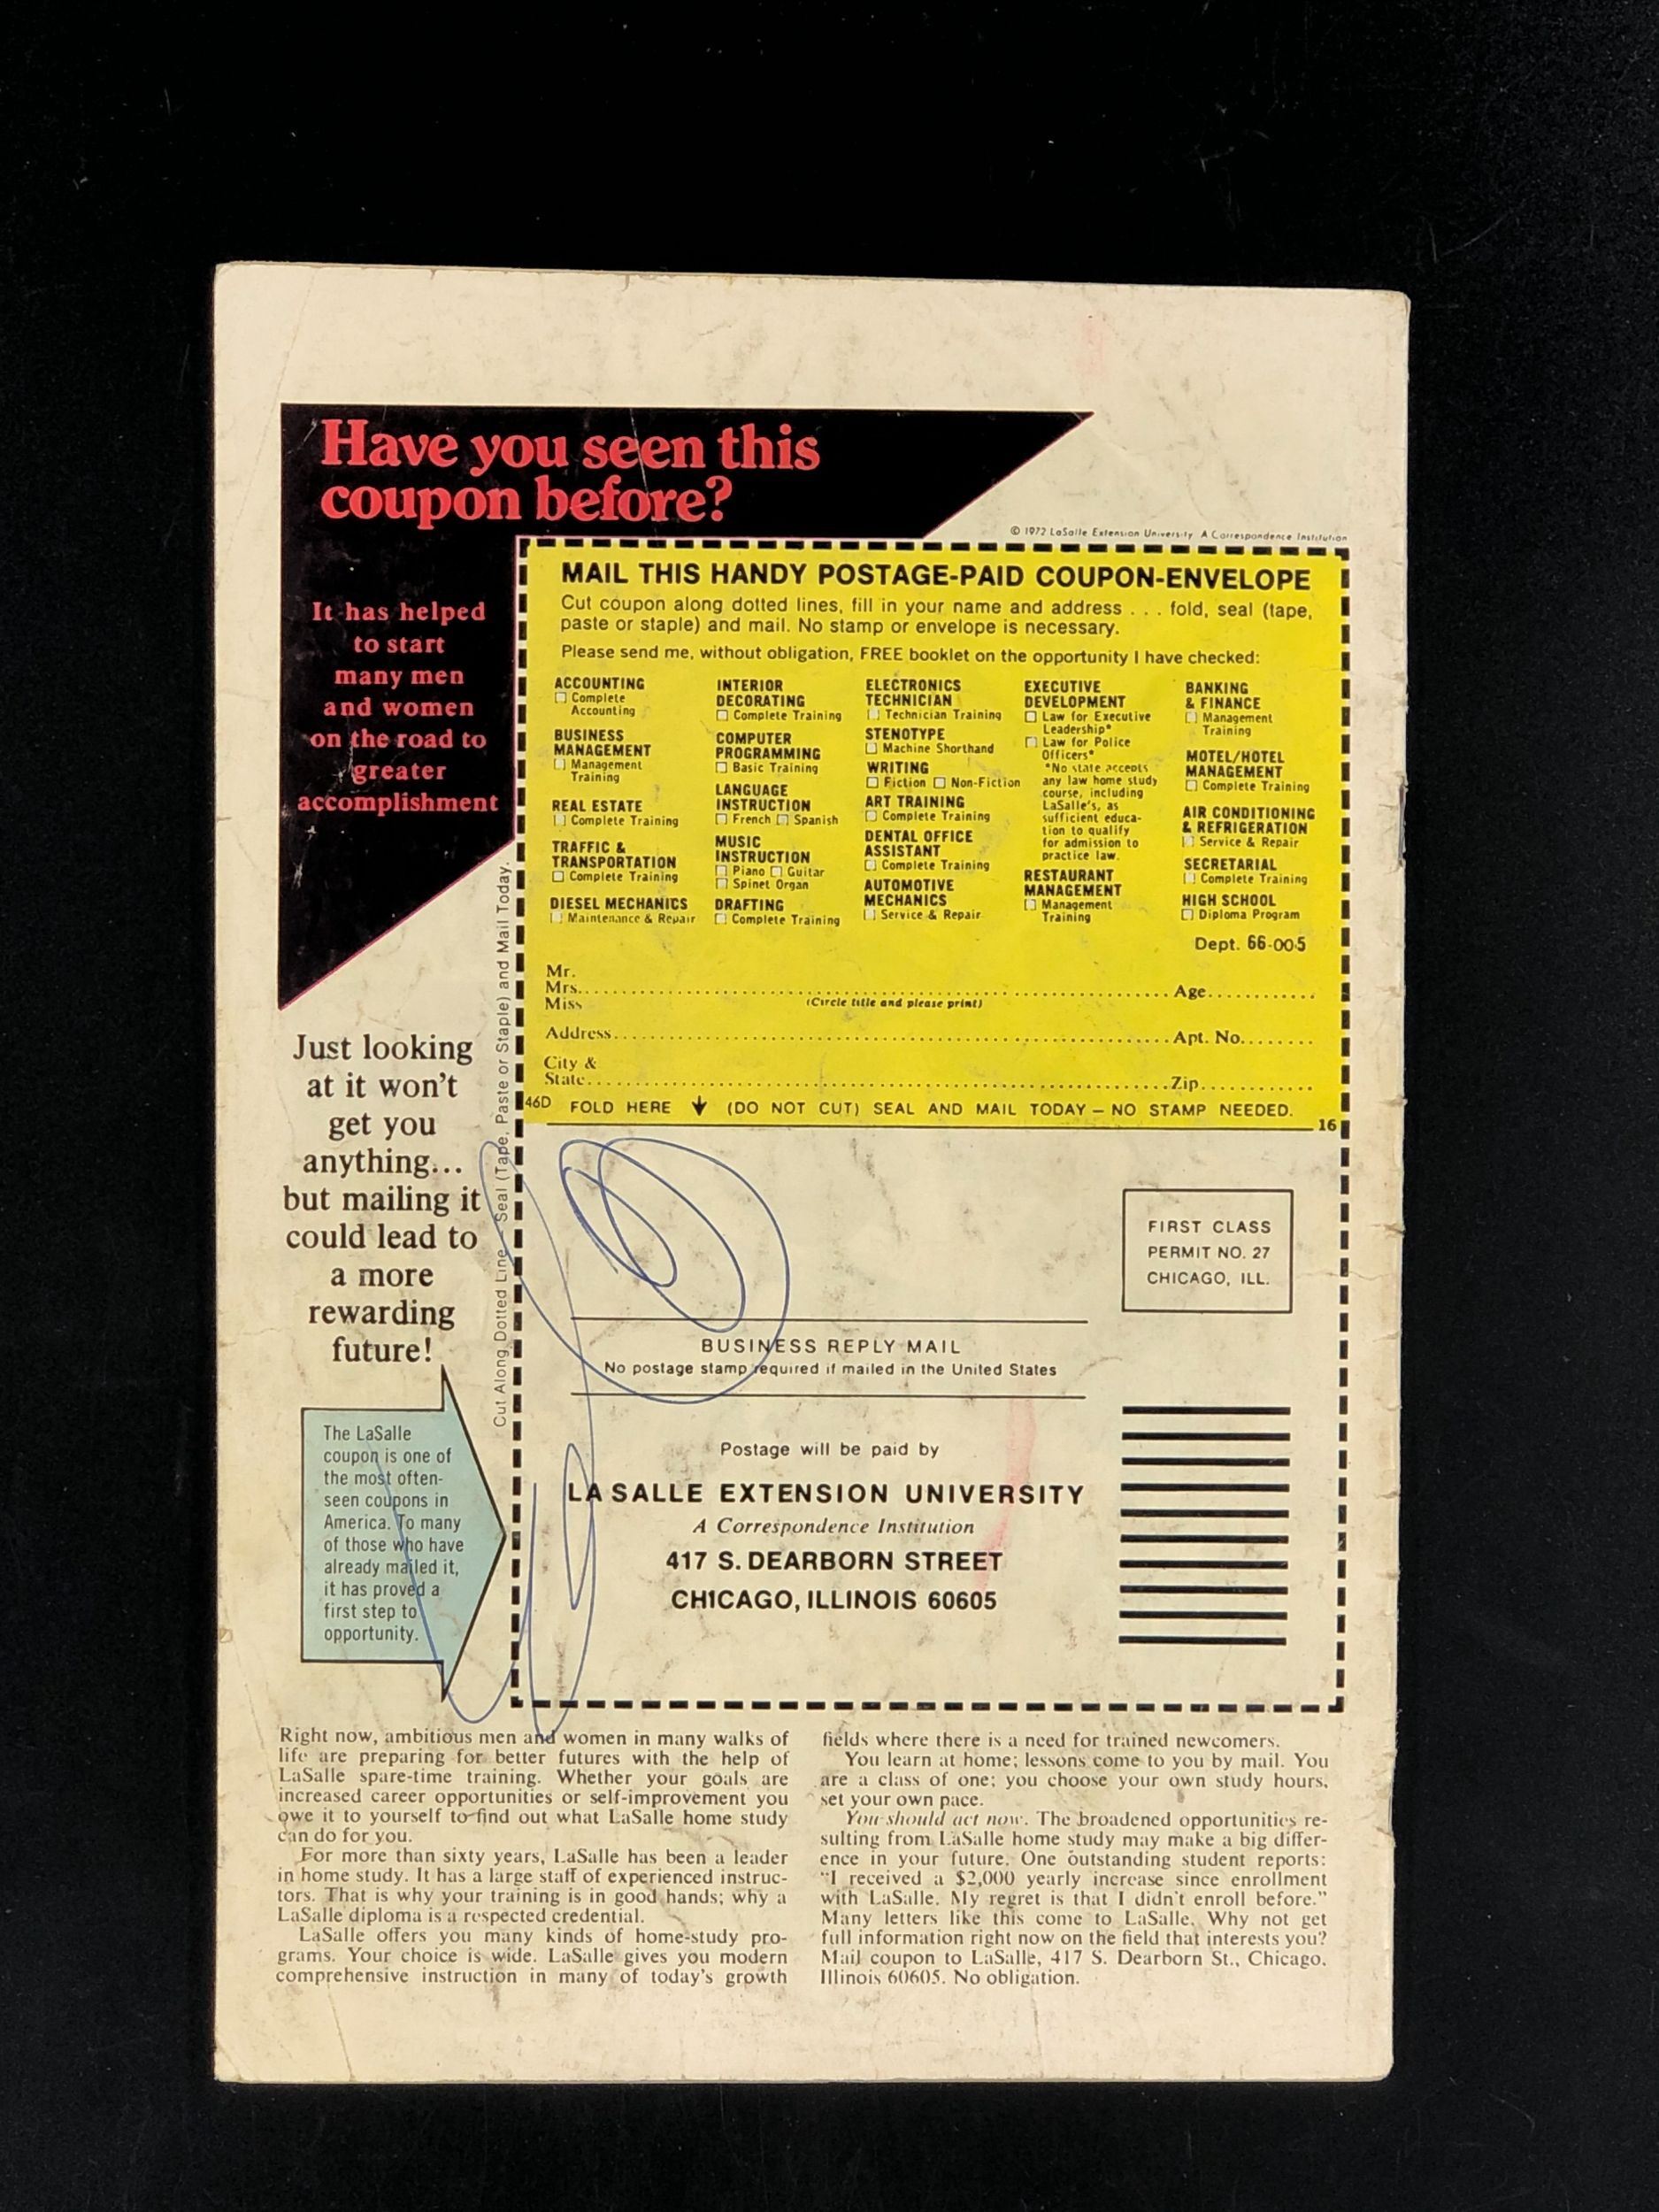 Have you seen this
coupon before?
© 1972 LaSalle Extension University A Correspondence Institution
It has helped
to start
many men
and women
on the road to
greater
accomplishment
Just looking
at it won't
get you
anything...
but mailing it
could lead to
a more
rewarding
future!
The LaSalle
coupon is one of
the most often-
seen coupons in
America. To many
of those who have
already mailed it,
it has proved a
first step to
opportunity.
Cut Along Dotted Line – Seal (Tape, Paste or Staple) and Mail Today.
MAIL THIS HANDY POSTAGE-PAID COUPON-ENVELOPE
Cut coupon along dotted lines, fill in your name and address . . . fold, seal (tape,
paste or staple) and mail. No stamp or envelope is necessary.
Please send me, without obligation, FREE booklet on the opportunity I have checked:
ACCOUNTING
Complete
Accounting
BUSINESS
MANAGEMENT
Management
Training
REAL ESTATE
Complete Training
TRAFFIC &
TRANSPORTATION
Complete Training
DIESEL MECHANICS
Maintenance & Repair
INTERIOR
DECORATING
Complete Training
COMPUTER
PROGRAMMING
Basic Training
LANGUAGE
INSTRUCTION
French Spanish
MUSIC
INSTRUCTION
Piano Guitar
Spinet Organ
DRAFTING
Complete Training
ELECTRONICS
TECHNICIAN
Technician Training
STENOTYPE
Machine Shorthand
WRITING
Fiction Non-Fiction
ART TRAINING
Complete Training
DENTAL OFFICE
ASSISTANT
Complete Training
AUTOMOTIVE
MECHANICS
Service & Repair
EXECUTIVE
DEVELOPMENT
Law for Executive
Leadership*
Law for Police
Officers*
*No state accepts
any law home study
course, including
LaSalle's, as
sufficient educa-
tion to qualify
for admission to
practice law.
RESTAURANT
MANAGEMENT
Management
Training
BANKING
& FINANCE
Management
Training
MOTEL/HOTEL
MANAGEMENT
Complete Training
AIR CONDITIONING
& REFRIGERATION
Service & Repair
SECRETARIAL
Complete Training
HIGH SCHOOL
Diploma Program
Dept. 66-005
Mr.
Mrs. Age
Miss (Circle title and please print)
Address Apt. No.
City &
State Zip
46D FOLD HERE ↓ (DO NOT CUT) SEAL AND MAIL TODAY – NO STAMP NEEDED.
16
FIRST CLASS
PERMIT NO. 27
CHICAGO, ILL.
BUSINESS REPLY MAIL
No postage stamp required if mailed in the United States
Postage will be paid by
LASALLE EXTENSION UNIVERSITY
A Correspondence Institution
417 S. DEARBORN STREET
CHICAGO, ILLINOIS 60605
Right now, ambitious men and women in many walks of
life are preparing for better futures with the help of
LaSalle spare-time training. Whether your goals are
increased career opportunities or self-improvement you
owe it to yourself to find out what LaSalle home study
can do for you.
For more than sixty years, LaSalle has been a leader
in home study. It has a large staff of experienced instruc-
tors. That is why your training is in good hands; why a
LaSalle diploma is a respected credential.
LaSalle offers you many kinds of home-study pro-
grams. Your choice is wide. LaSalle gives you modern
comprehensive instruction in many of today's growth
fields where there is a need for trained newcomers.
You learn at home; lessons come to you by mail. You
are a class of one; you choose your own study hours,
set your own pace.
You should act now. The broadened opportunities re-
sulting from LaSalle home study may make a big differ-
ence in your future. One outstanding student reports:
"I received a $2,000 yearly increase since enrollment
with LaSalle. My regret is that I didn't enroll before."
Many letters like this come to LaSalle. Why not get
full information right now on the field that interests you?
Mail coupon to LaSalle, 417 S. Dearborn St., Chicago,
Illinois 60605. No obligation.